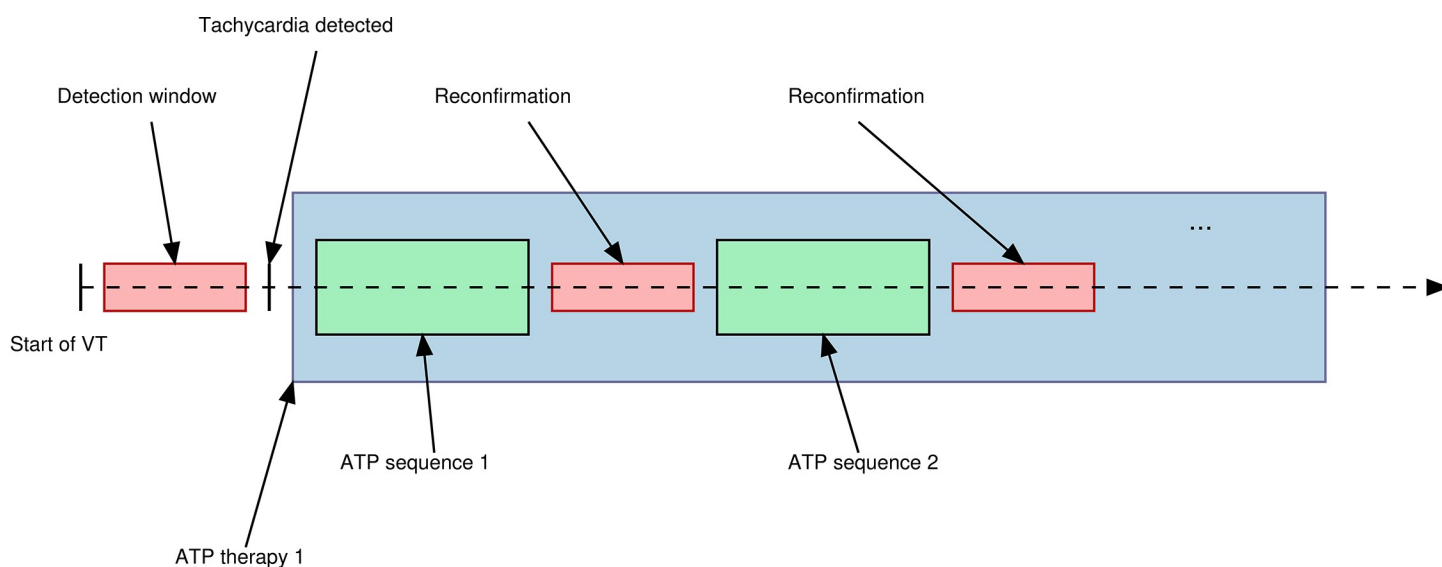 Tachycardia detected
Detection window
Reconfirmation
Reconfirmation
...
Start of VT
ATP sequence 1
ATP sequence 2
ATP therapy 1